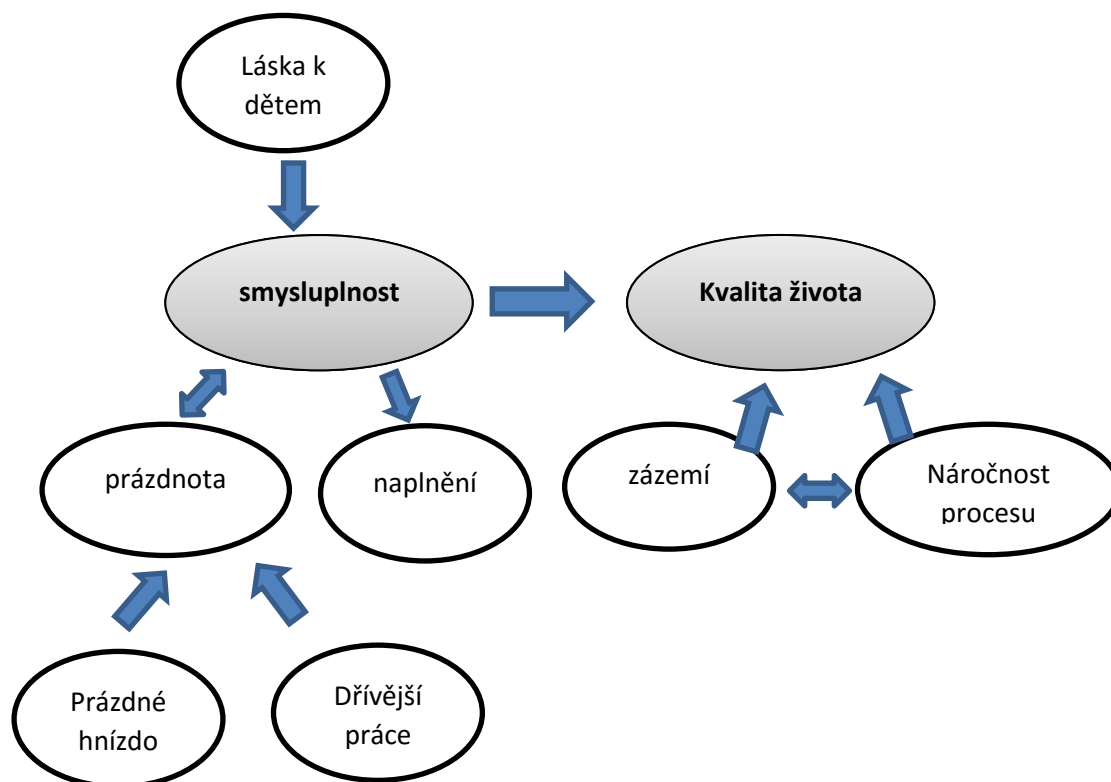 Láska k
dětem
smysluplnost
Kvalita života
prázdnota
naplnění
zázemí
Náročnost
procesu
Prázdné
hnízdo
Dřívější
práce